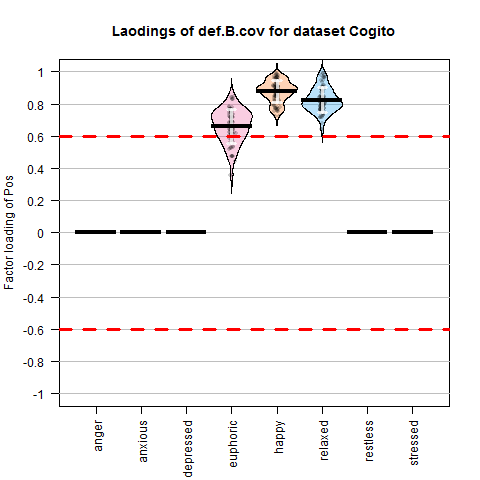 Laodings of def.B.cov for dataset Cogito
Factor loading of Pos
1
0.8
0.6
0.4
0.2
0
-0.2
-0.4
-0.6
-0.8
-1
anger
anxious
depressed
euphoric
happy
relaxed
restless
stressed